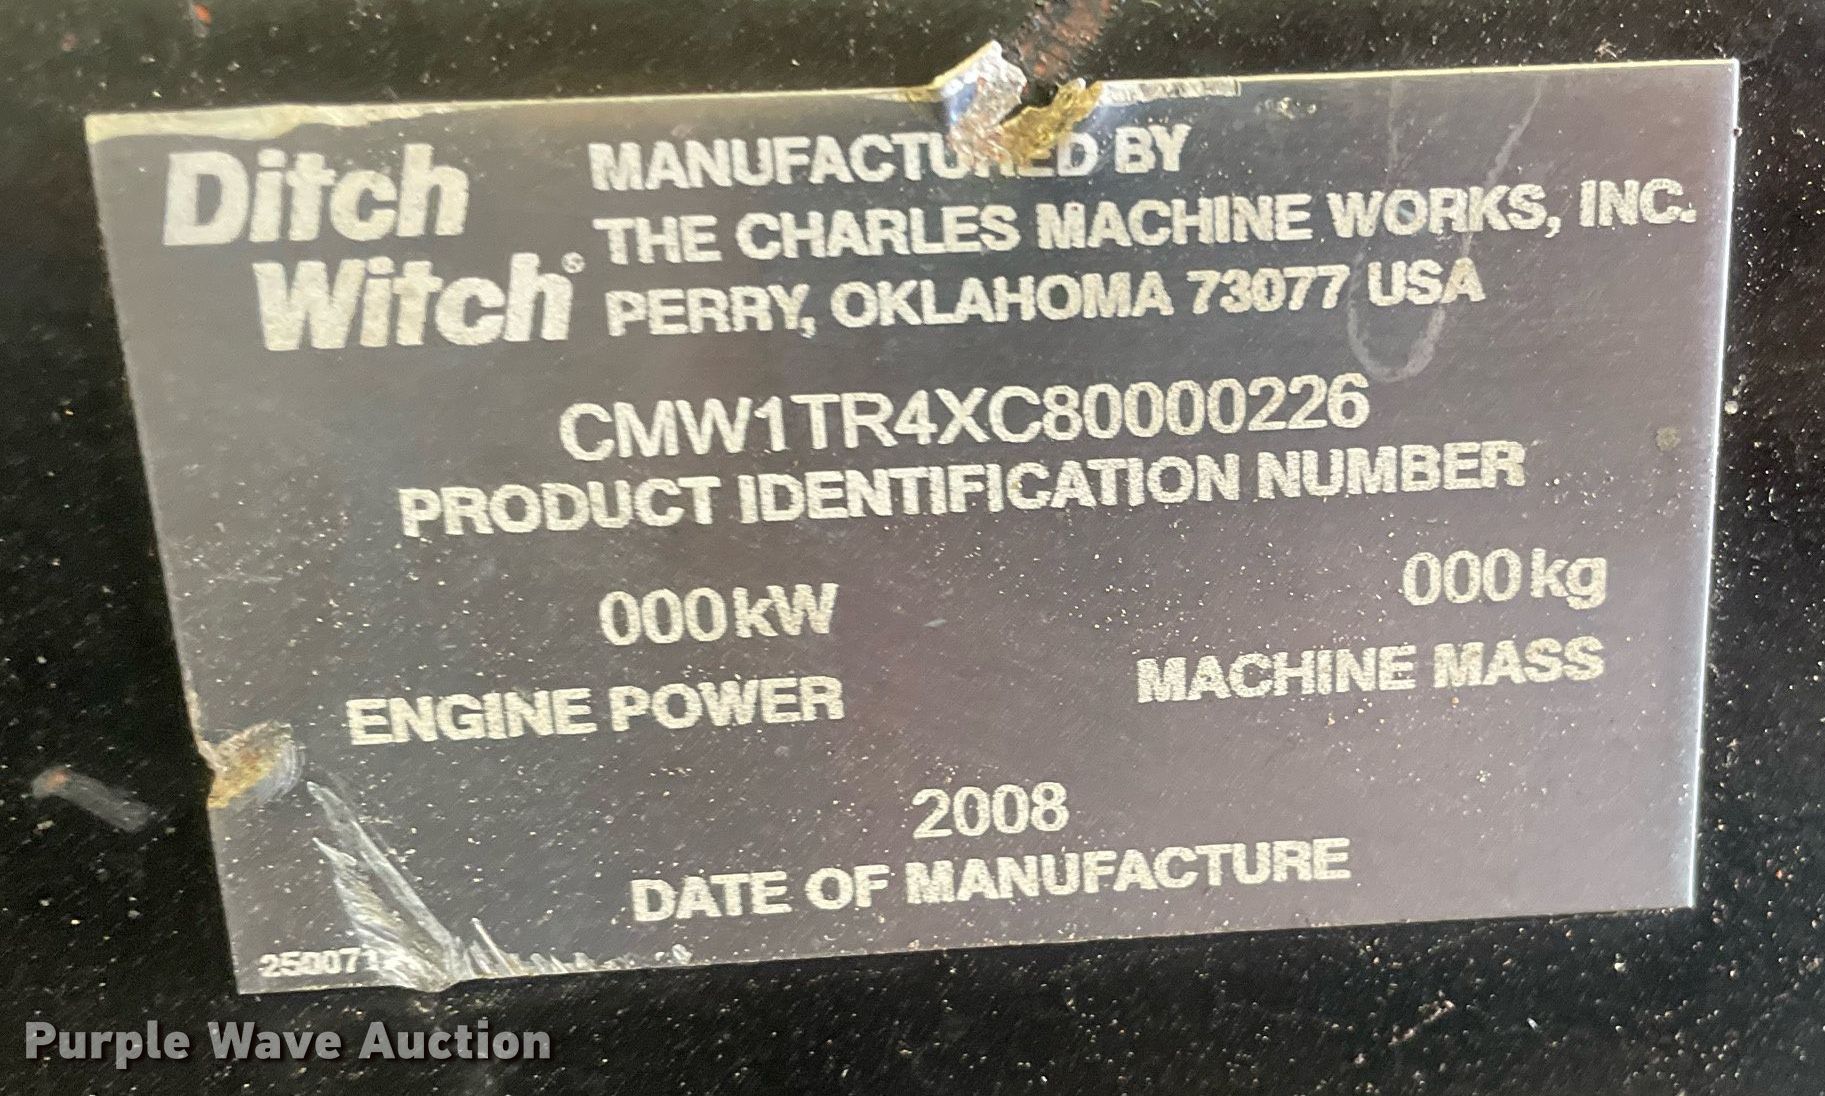 Ditch
Witch®
MANUFACTURED BY
THE CHARLES MACHINE WORKS, INC.
PERRY, OKLAHOMA 73077 USA
CMW1TR4XC80000226
PRODUCT IDENTIFICATION NUMBER
000kW
000kg
ENGINE POWER
MACHINE MASS
2008
DATE OF MANUFACTURE
Purple Wave Auction